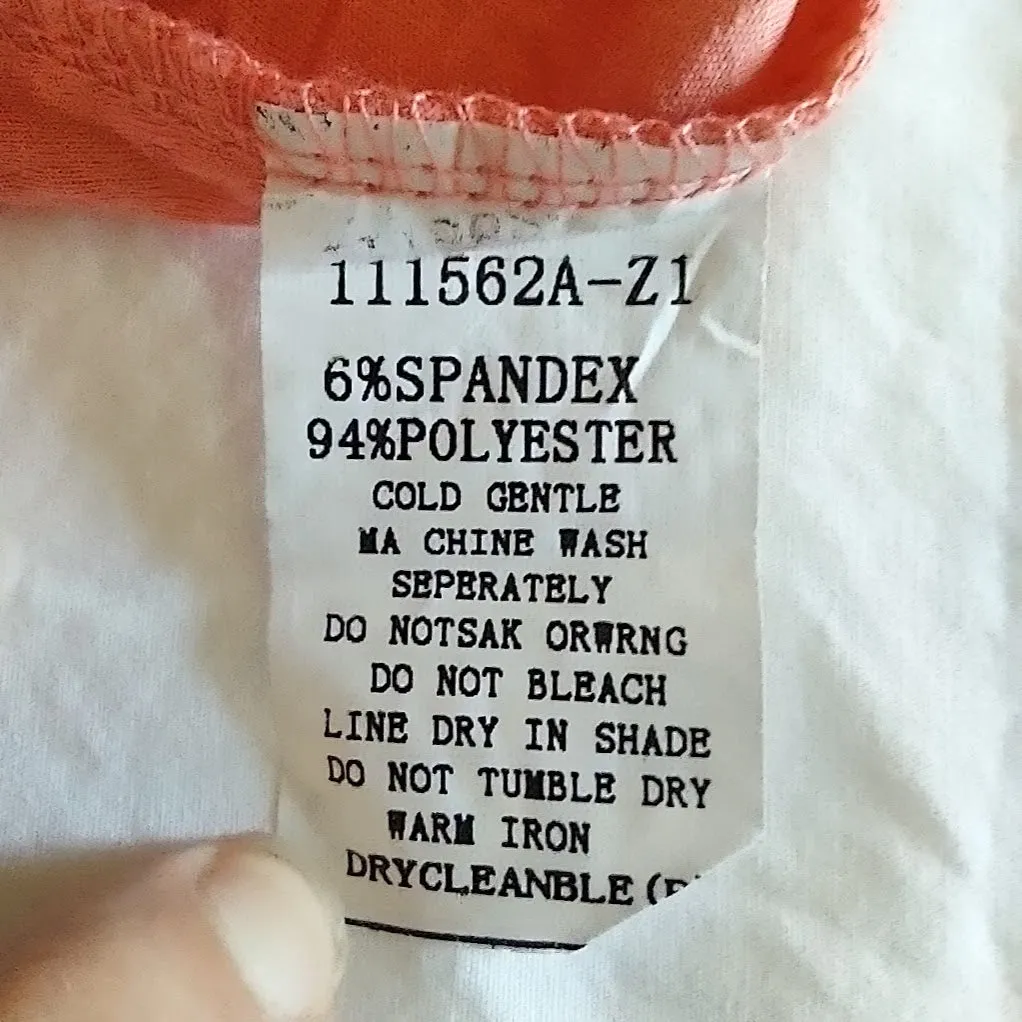 111562A-Z1
6%SPANDEX
94%POLYESTER
COLD GENTLE
MA CHINE WASH
SEPERATELY
DO NOTSAK ORWRNG
DO NOT BLEACH
LINE DRY IN SHADE
DO NOT TUMBLE DRY
WARM IRON
DRYCLEANBLE